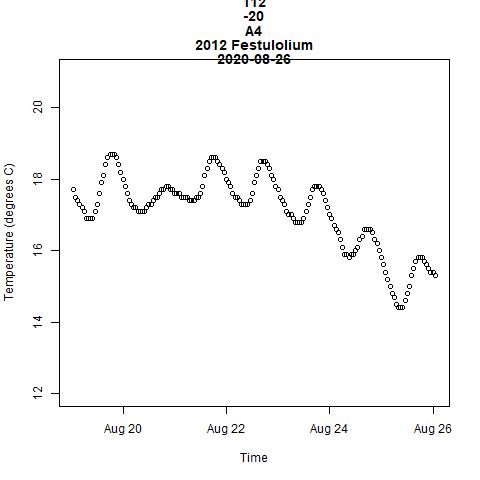 T12
-20
A4
2012 Festulolium
2020-08-26
Temperature (degrees C)
20
18
16
14
12
Aug 20
Aug 22
Aug 24
Aug 26
Time